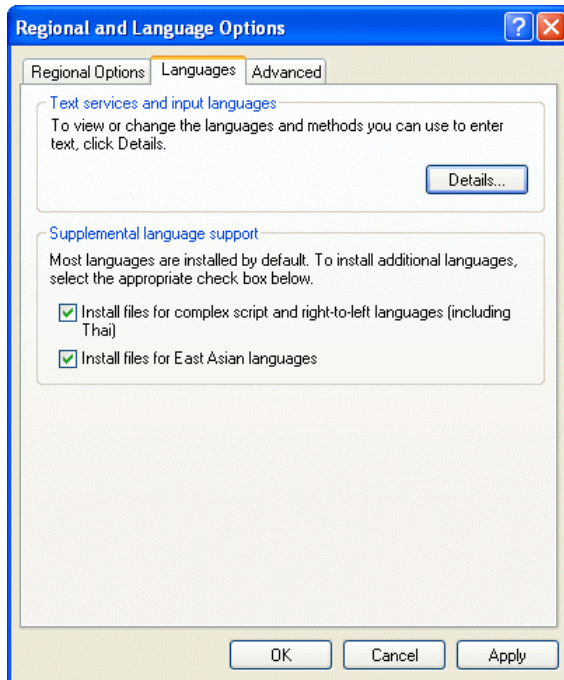 Regional and Language Options
Regional Options Languages Advanced
Text services and input languages
To view or change the languages and methods you can use to enter
text, click Details.
Details...
Supplemental language support
Most languages are installed by default. To install additional languages,
select the appropriate check box below.
Install files for complex script and right-to-left languages (including
Thai)
Install files for East Asian languages
OK Cancel Apply